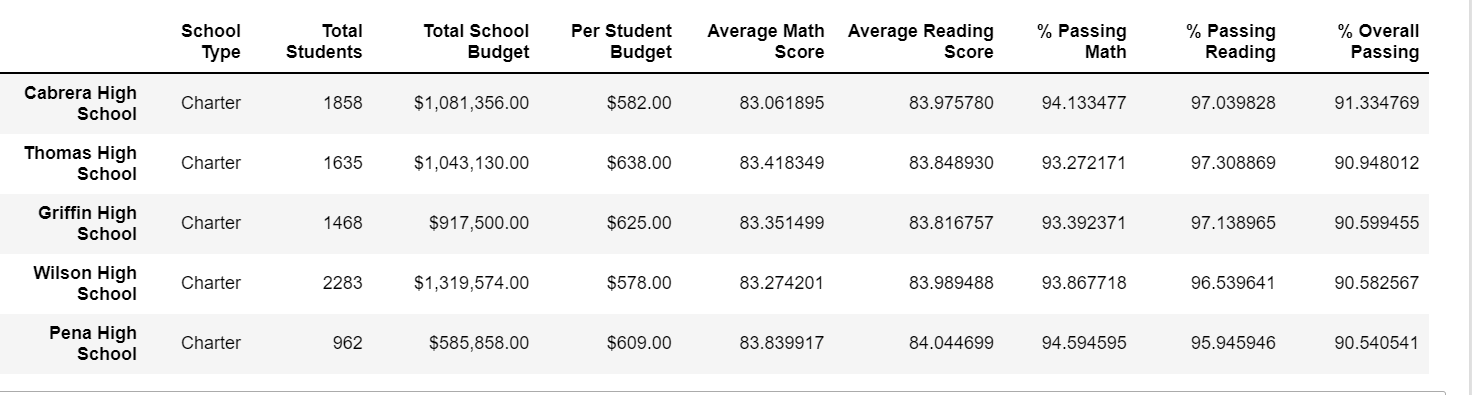 School Type Total Students Total School Budget Per Student Budget Average Math Score Average Reading Score % Passing Math % Passing Reading % Overall Passing
Cabrera High School Charter 1858 $1,081,356.00 $582.00 83.061895 83.975780 94.133477 97.039828 91.334769
Thomas High School Charter 1635 $1,043,130.00 $638.00 83.418349 83.848930 93.272171 97.308869 90.948012
Griffin High School Charter 1468 $917,500.00 $625.00 83.351499 83.816757 93.392371 97.138965 90.599455
Wilson High School Charter 2283 $1,319,574.00 $578.00 83.274201 83.989488 93.867718 96.539641 90.582567
Pena High School Charter 962 $585,858.00 $609.00 83.839917 84.044699 94.594595 95.945946 90.540541